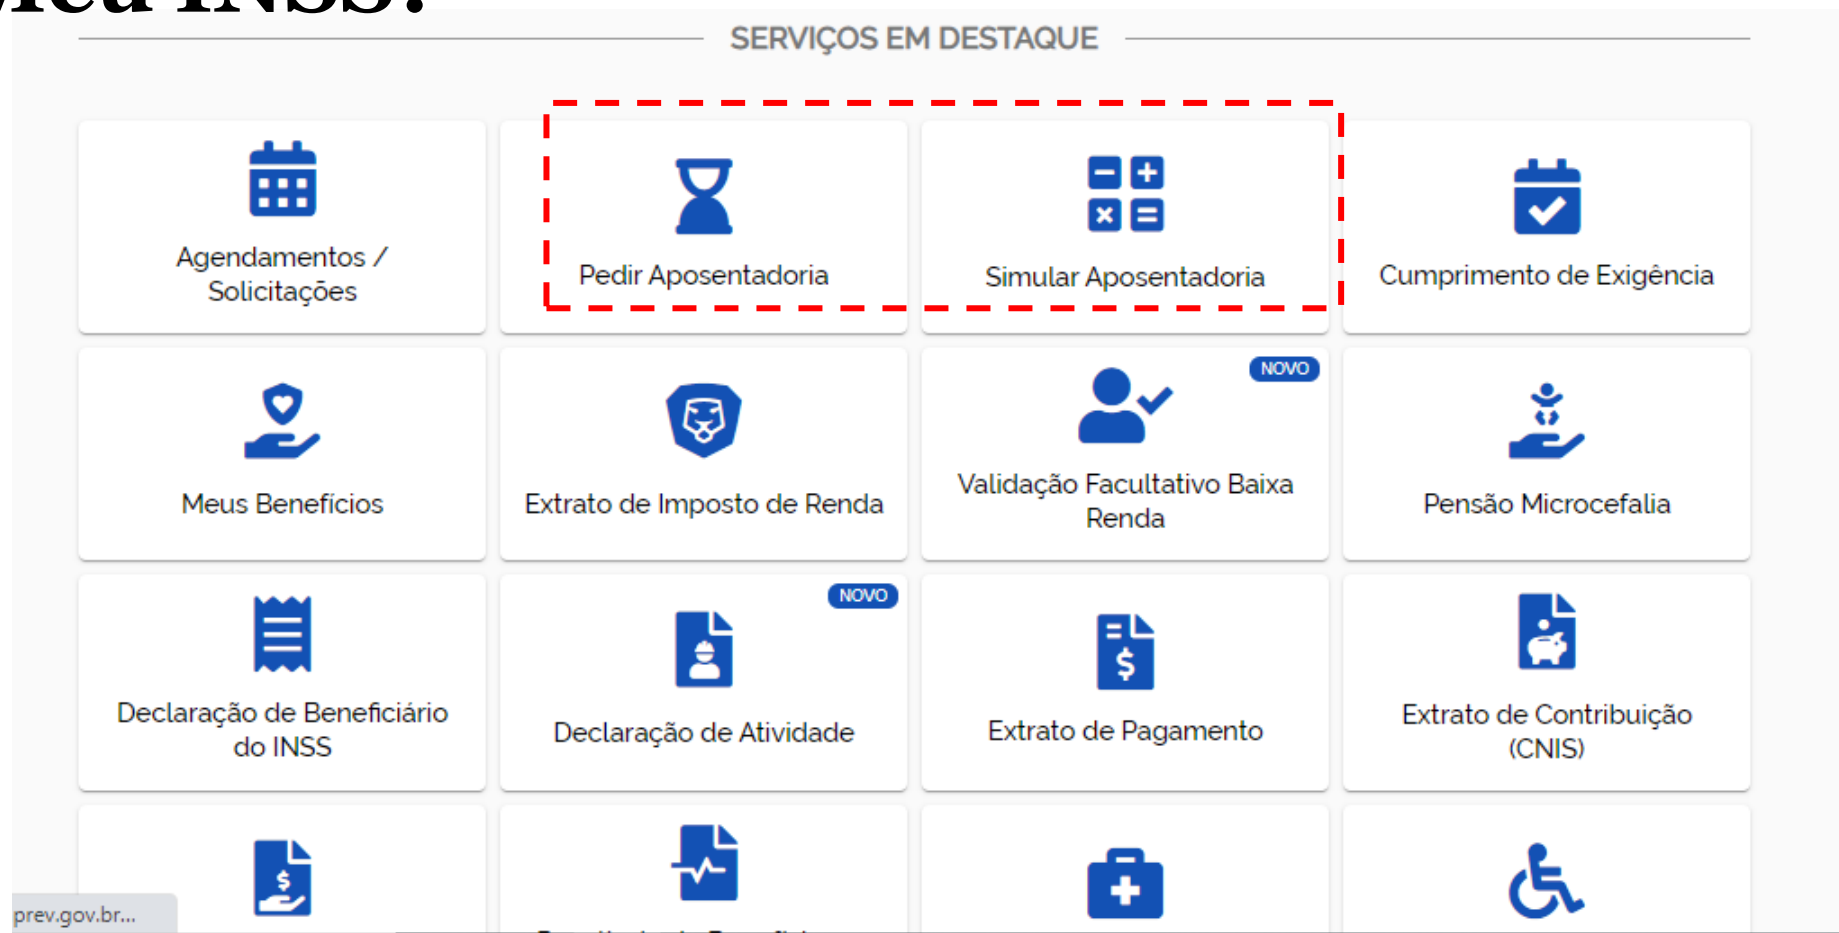 INSS?
SERVIÇOS EM DESTAQUE
Agendamentos /
Solicitações
Pedir Aposentadoria
Simular Aposentadoria
Cumprimento de Exigência
Meus Benefícios
Extrato de Imposto de Renda
NOVO
Validação Facultativo Baixa
Renda
Pensão Microcefalia
Declaração de Beneficiário
do INSS
NOVO
Declaração de Atividade
Extrato de Pagamento
Extrato de Contribuição
(CNIS)
prev.gov.br...